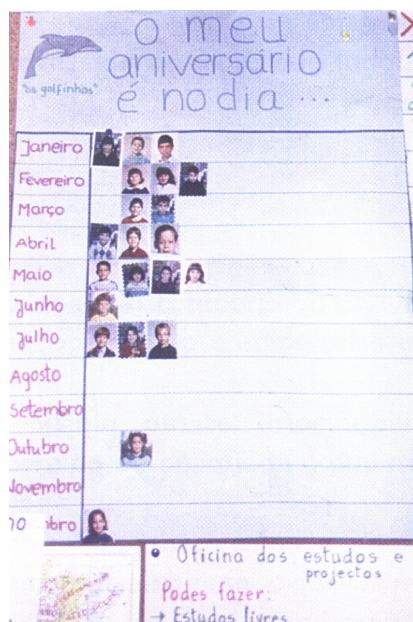 o meu
aniversário
é no dia ...
"os golfinhos"
Janeiro
Fevereiro
Março
Abril
Maio
Junho
Julho
Agosto
Setembro
Outubro
Novembro
Oficina dos estudos e
projectos
Podes fazer:
→ Estudos livres